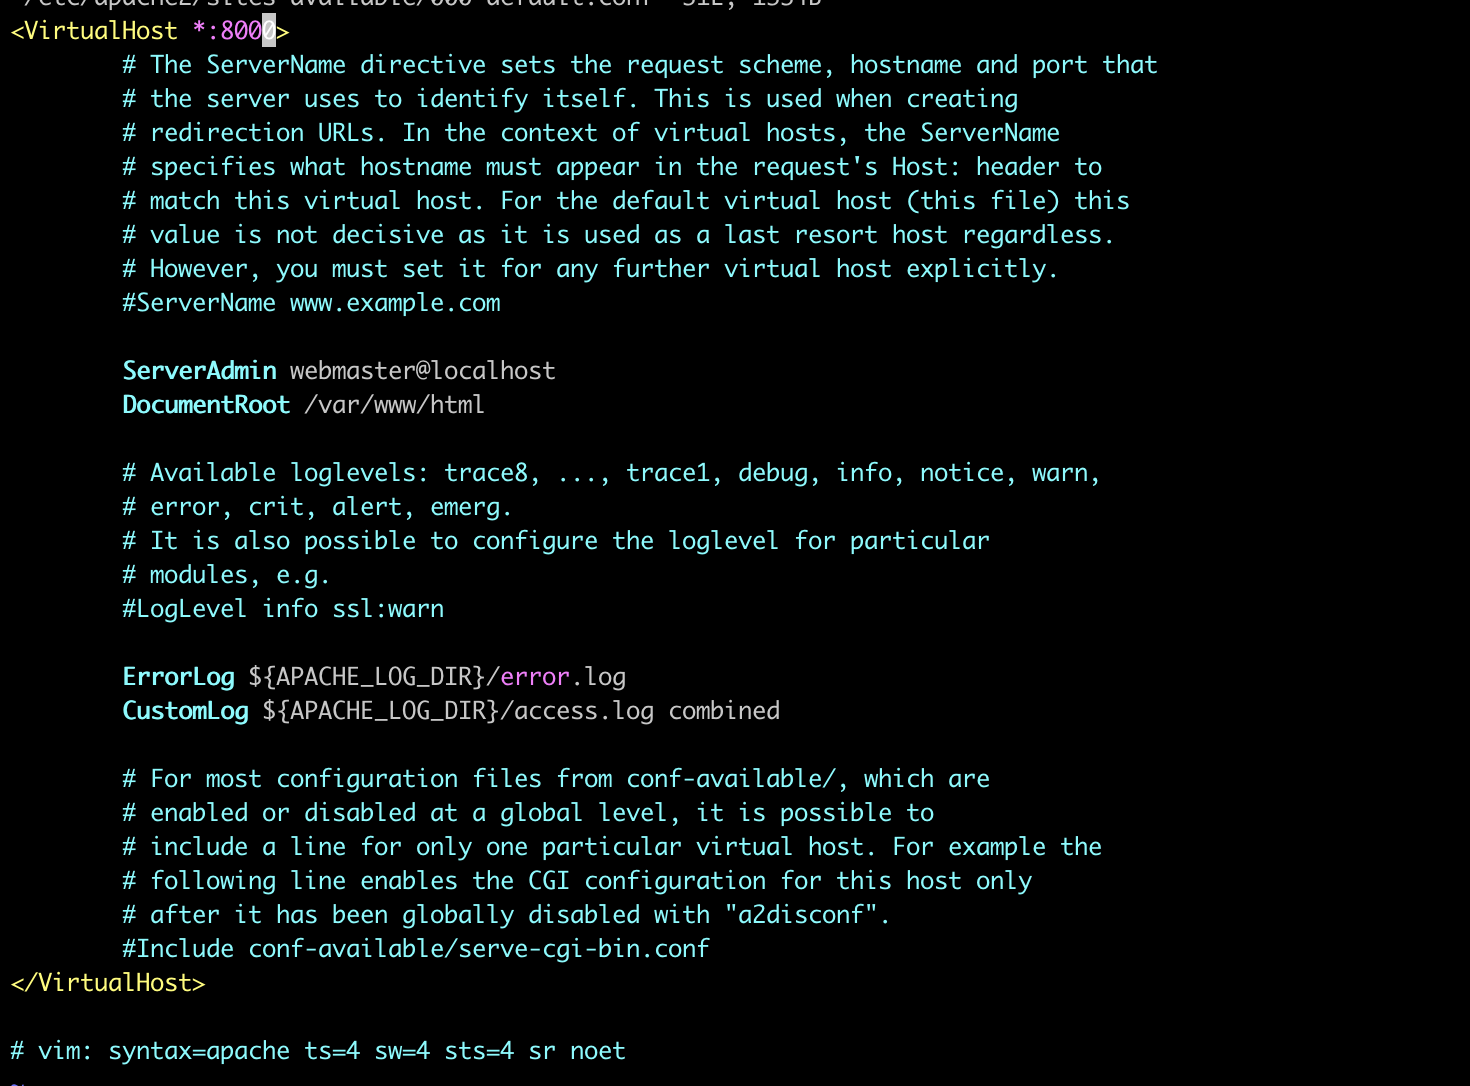 "/etc/apache2/sites-available/000-default.conf" 31L, 1334B
<VirtualHost *:8000>
# The ServerName directive sets the request scheme, hostname and port that
# the server uses to identify itself. This is used when creating
# redirection URLs. In the context of virtual hosts, the ServerName
# specifies what hostname must appear in the request's Host: header to
# match this virtual host. For the default virtual host (this file) this
# value is not decisive as it is used as a last resort host regardless.
# However, you must set it for any further virtual host explicitly.
#ServerName www.example.com
ServerAdmin webmaster@localhost
DocumentRoot /var/www/html
# Available loglevels: trace8, ..., trace1, debug, info, notice, warn,
# error, crit, alert, emerg.
# It is also possible to configure the loglevel for particular
# modules, e.g.
#LogLevel info ssl:warn
ErrorLog ${APACHE_LOG_DIR}/error.log
CustomLog ${APACHE_LOG_DIR}/access.log combined
# For most configuration files from conf-available/, which are
# enabled or disabled at a global level, it is possible to
# include a line for only one particular virtual host. For example the
# following line enables the CGI configuration for this host only
# after it has been globally disabled with "a2disconf".
#Include conf-available/serve-cgi-bin.conf
</VirtualHost>
# vim: syntax=apache ts=4 sw=4 sts=4 sr noet
~